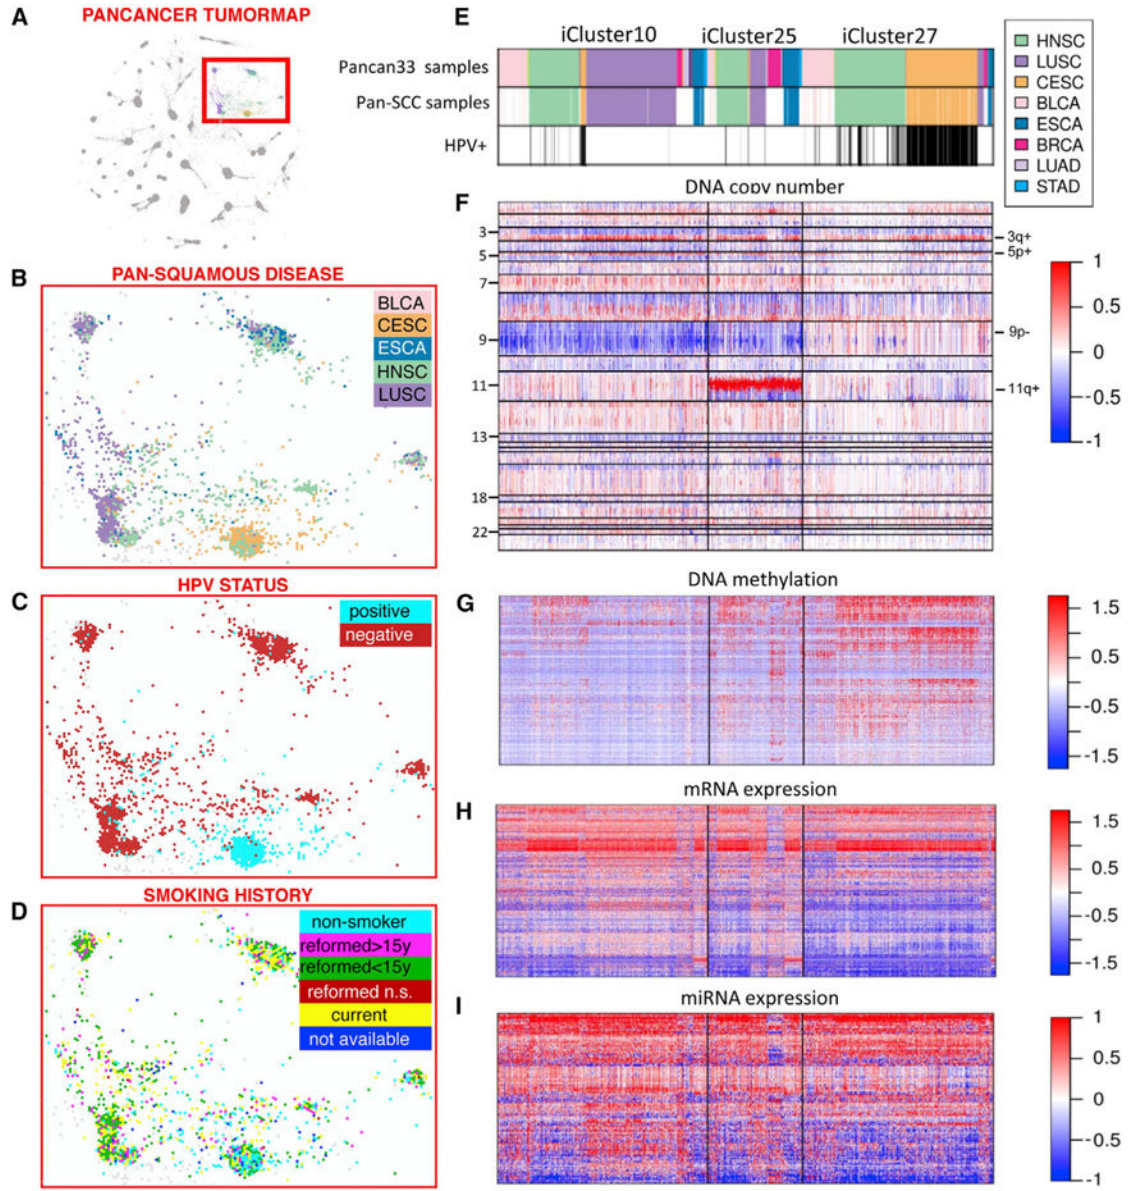 A
PANCANCER TUMORMAP
B
PAN-SQUAMOUS DISEASE
BLCA
CESC
ESCA
HNSC
LUSC
C
HPV STATUS
positive
negative
D
SMOKING HISTORY
non-smoker
reformed>15y
reformed<15y
reformed n.s.
current
not available
E
iCluster10 iCluster25 iCluster27
Pancan33 samples
Pan-SCC samples
HPV+
HNSC
LUSC
CESC
BLCA
ESCA
BRCA
LUAD
STAD
F
DNA copy number
3
5
7
9
11
13
18
22
3q+
5p+
9p-
11q+
1
0.5
0
-0.5
-1
G
DNA methylation
1.5
0.5
-0.5
-1.5
H
mRNA expression
1.5
0.5
-0.5
-1.5
I
miRNA expression
1
0.5
0
-0.5
-1